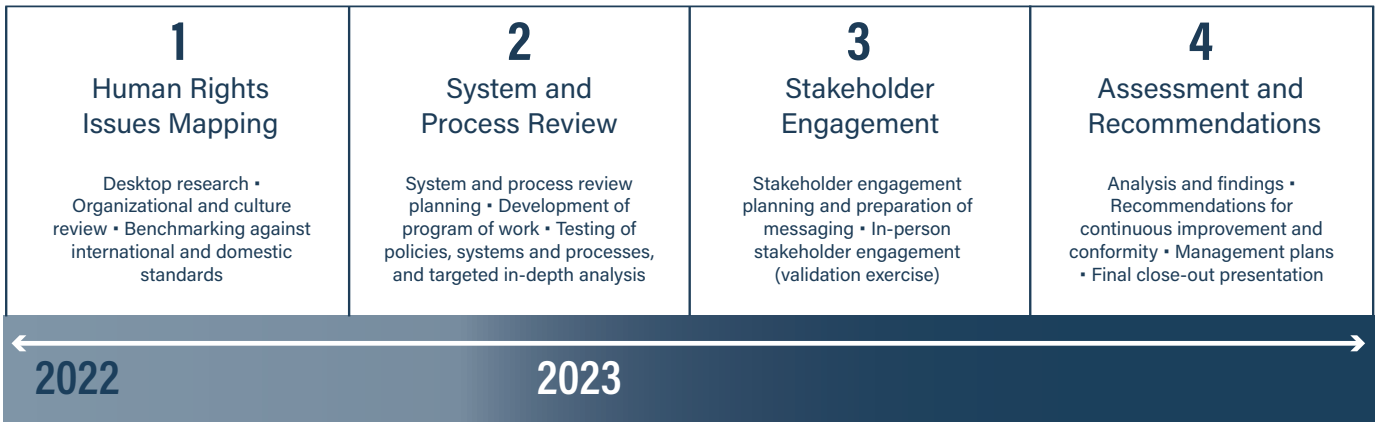 1
Human Rights
Issues Mapping
Desktop research ▪
Organizational and culture
review ▪ Benchmarking against
international and domestic
standards
2
System and
Process Review
System and process review
planning ▪ Development of
program of work ▪ Testing of
policies, systems and processes,
and targeted in-depth analysis
3
Stakeholder
Engagement
Stakeholder engagement
planning and preparation of
messaging ▪ In-person
stakeholder engagement
(validation exercise)
4
Assessment and
Recommendations
Analysis and findings ▪
Recommendations for
continuous improvement and
conformity ▪ Management plans
▪ Final close-out presentation
2022
2023